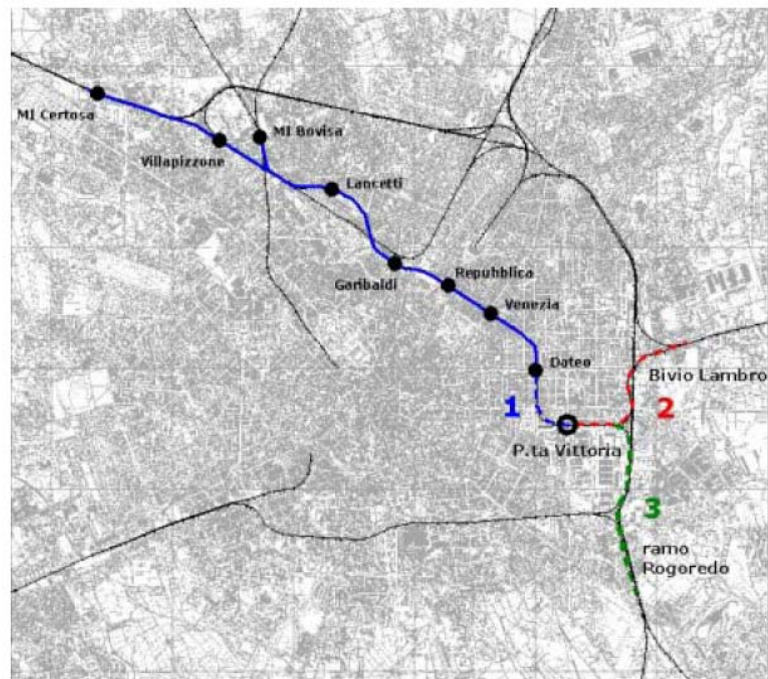 MI Certosa
MI Bovisa
Villapizzone
Lancetti
Repubblica
Garibaldi
Venezia
Dateo
Bivio Lambro
1
2
P.ta Vittoria
3
ramo
Rogoredo